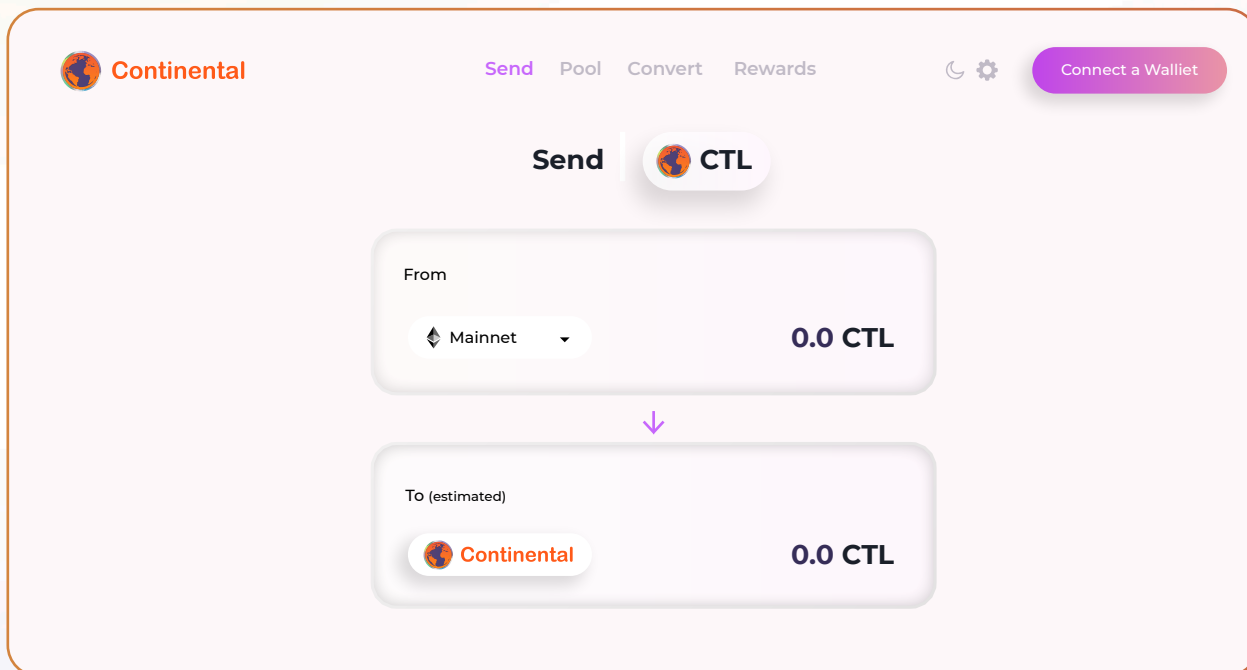 Continental
Send Pool Convert Rewards
Connect a Walliet
Send CTL
From
Mainnet 0.0 CTL
To (estimated)
Continental 0.0 CTL